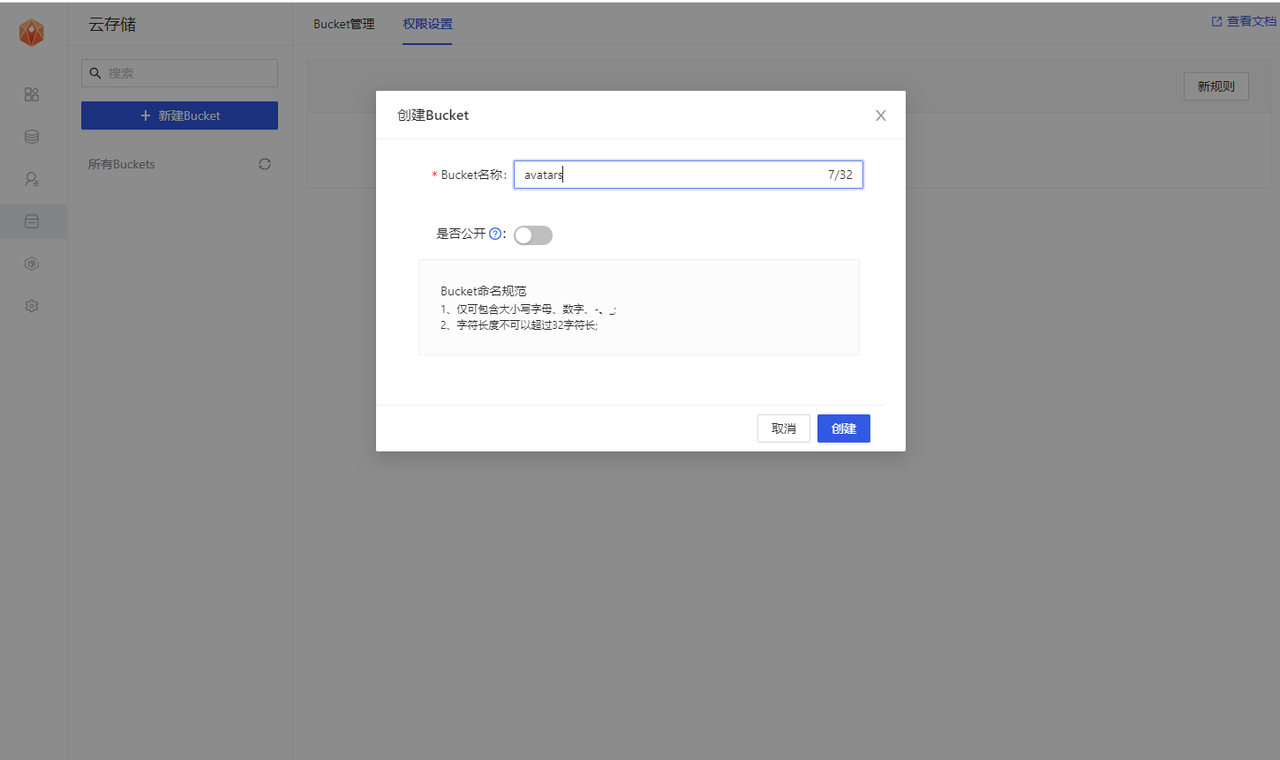 云存储
Bucket管理
权限设置
查看文档
搜索
新建Bucket
所有Buckets
新规则
创建Bucket
* Bucket名称:
avatars
7/32
是否公开 ? :
Bucket命名规范
1、仅可包含大小写字母、数字、-、_;
2、字符长度不可以超过32字符长;
取消
创建